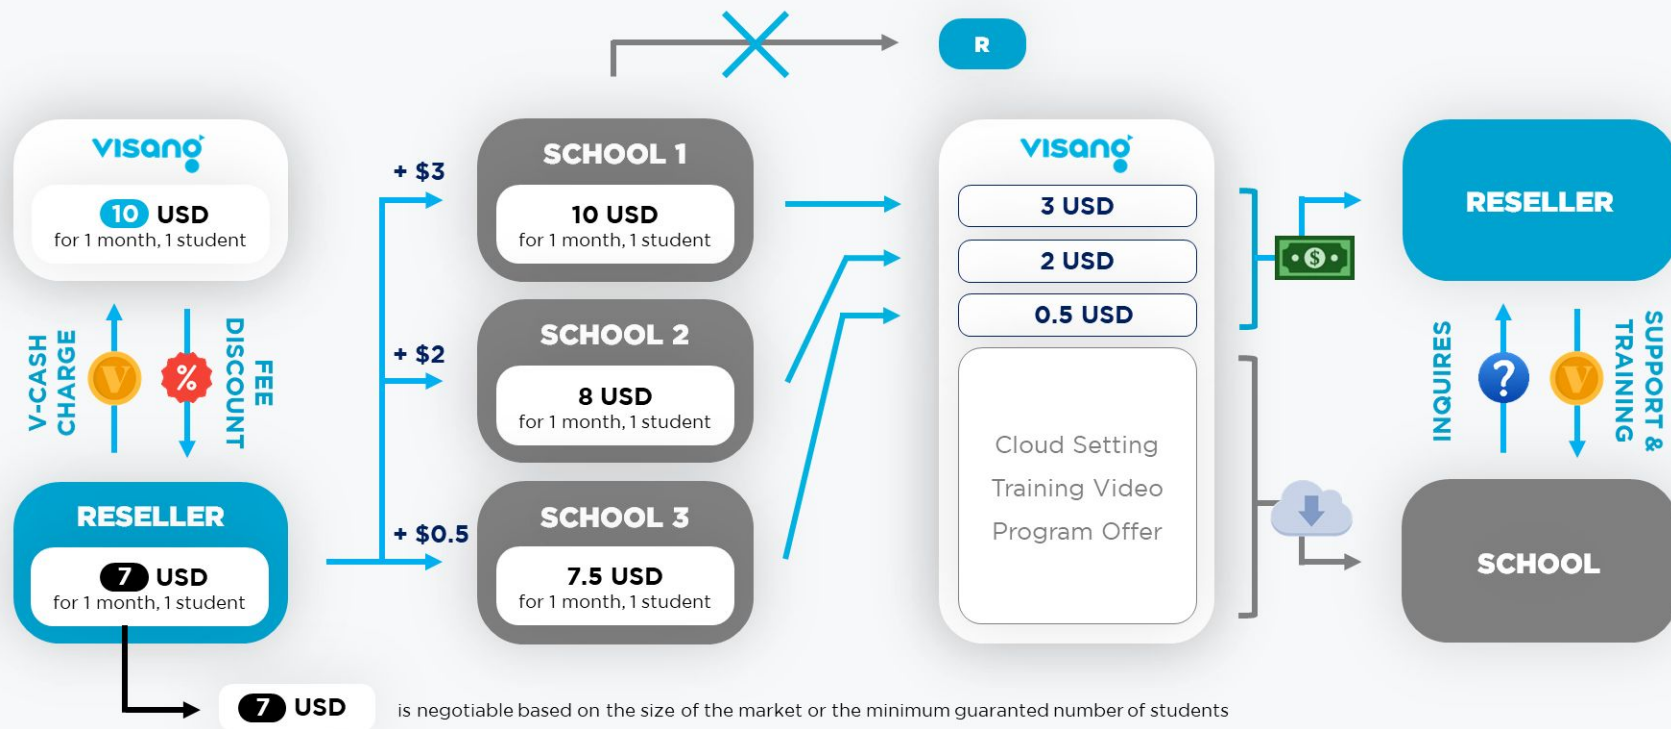 R
visang
10 USD
for 1 month, 1 student
V-CASH
CHARGE
V
%
FEE
DISCOUNT
RESELLER
7 USD
for 1 month, 1 student
+ $3
+ $2
+ $0.5
SCHOOL 1
10 USD
for 1 month, 1 student
SCHOOL 2
8 USD
for 1 month, 1 student
SCHOOL 3
7.5 USD
for 1 month, 1 student
visang
3 USD
2 USD
0.5 USD
Cloud Setting
Training Video
Program Offer
$
RESELLER
INQUIRES
?
V
SUPPORT &
TRAINING
SCHOOL
7 USD is negotiable based on the size of the market or the minimum guaranted number of students